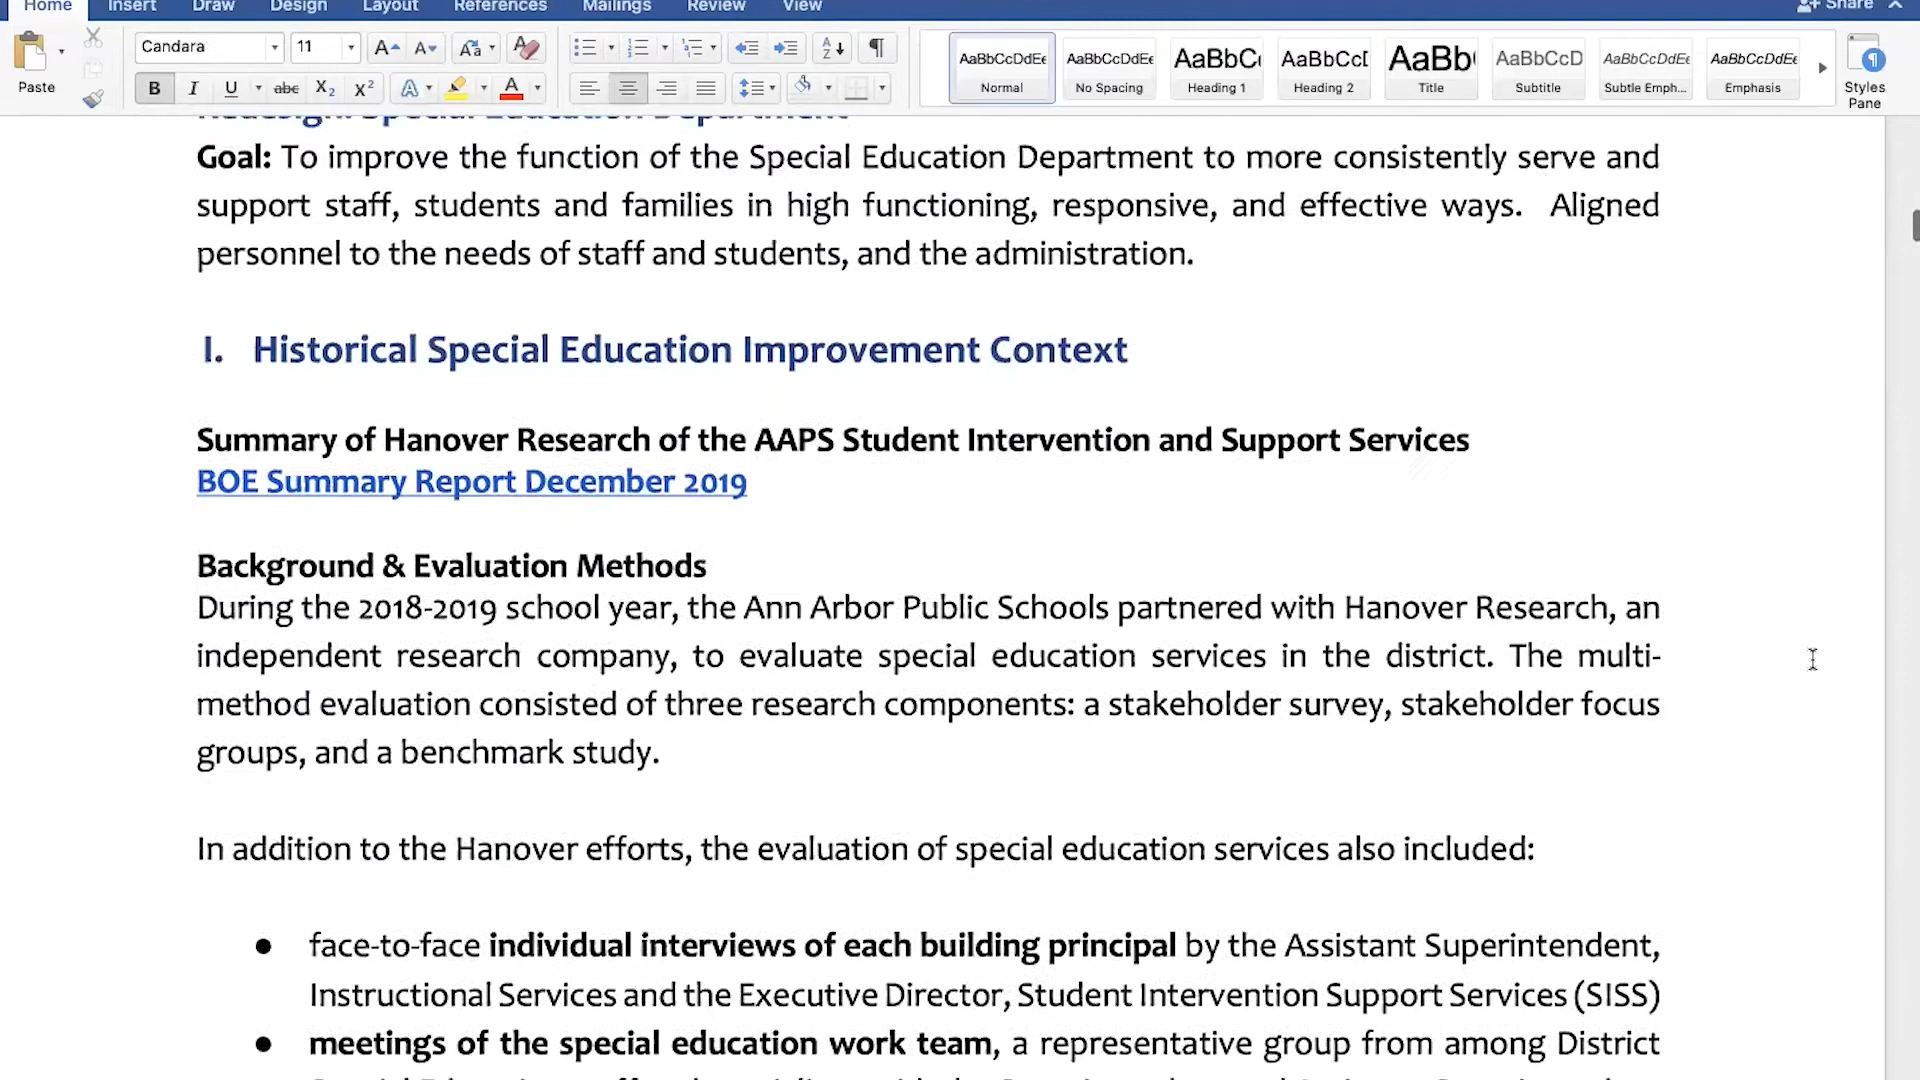 Home Insert Draw Design Layout References Mailings Review View Share
Candara 11
Paste
AaBbCcDdEe AaBbCcDdEe AaBbC AaBbCcD AaBb AaBbCcD AaBbCcDdEe AaBbCcDdEe
Normal No Spacing Heading 1 Heading 2 Title Subtitle Subtle Emph... Emphasis
Styles
Pane
Redesign: Special Education Department
Goal: To improve the function of the Special Education Department to more consistently serve and
support staff, students and families in high functioning, responsive, and effective ways. Aligned
personnel to the needs of staff and students, and the administration.
I. Historical Special Education Improvement Context
Summary of Hanover Research of the AAPS Student Intervention and Support Services
BOE Summary Report December 2019
Background & Evaluation Methods
During the 2018-2019 school year, the Ann Arbor Public Schools partnered with Hanover Research, an
independent research company, to evaluate special education services in the district. The multi-
method evaluation consisted of three research components: a stakeholder survey, stakeholder focus
groups, and a benchmark study.
In addition to the Hanover efforts, the evaluation of special education services also included:
● face-to-face individual interviews of each building principal by the Assistant Superintendent,
Instructional Services and the Executive Director, Student Intervention Support Services (SISS)
● meetings of the special education work team, a representative group from among District